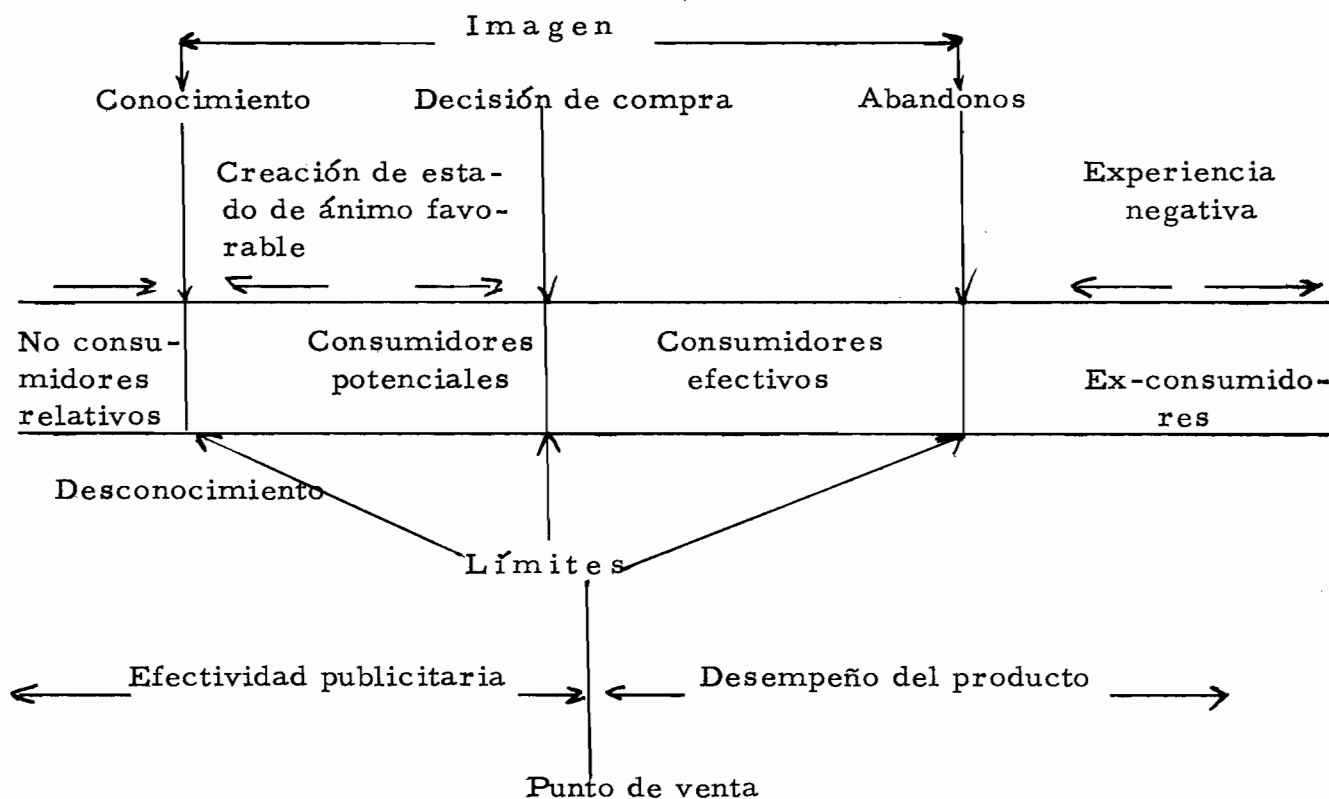 Imagen
Conocimiento Decisión de compra Abandonos
Creación de esta-
do de ánimo favo-
rable
Experiencia
negativa
No consu-
midores
relativos
Consumidores
potenciales
Consumidores
efectivos
Ex-consumido-
res
Desconocimiento
Límites
Efectividad publicitaria Desempeño del producto
Punto de venta